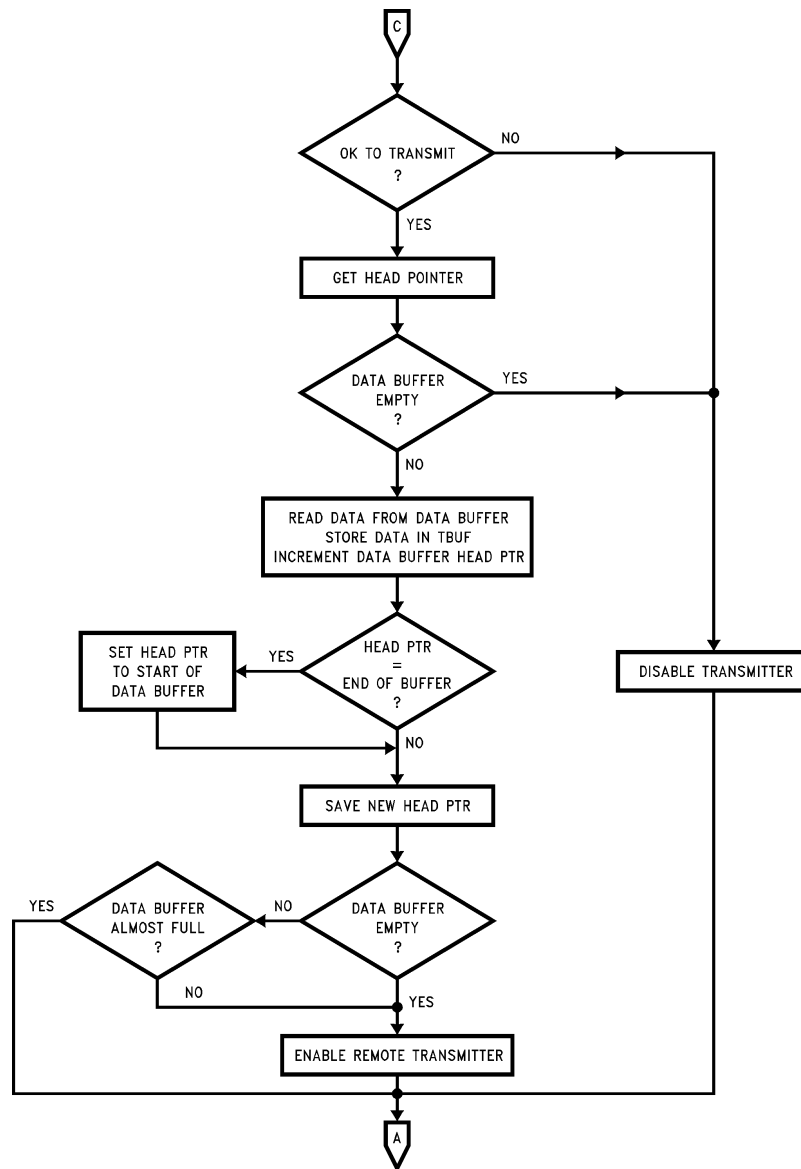 C
OK TO TRANSMIT
?
NO
YES
GET HEAD POINTER
DATA BUFFER
EMPTY
?
YES
NO
READ DATA FROM DATA BUFFER
STORE DATA IN TBUF
INCREMENT DATA BUFFER HEAD PTR
HEAD PTR
=
END OF BUFFER
?
YES
SET HEAD PTR
TO START OF
DATA BUFFER
DISABLE TRANSMITTER
NO
SAVE NEW HEAD PTR
DATA BUFFER
EMPTY
?
NO
DATA BUFFER
ALMOST FULL
?
YES
NO
YES
ENABLE REMOTE TRANSMITTER
A